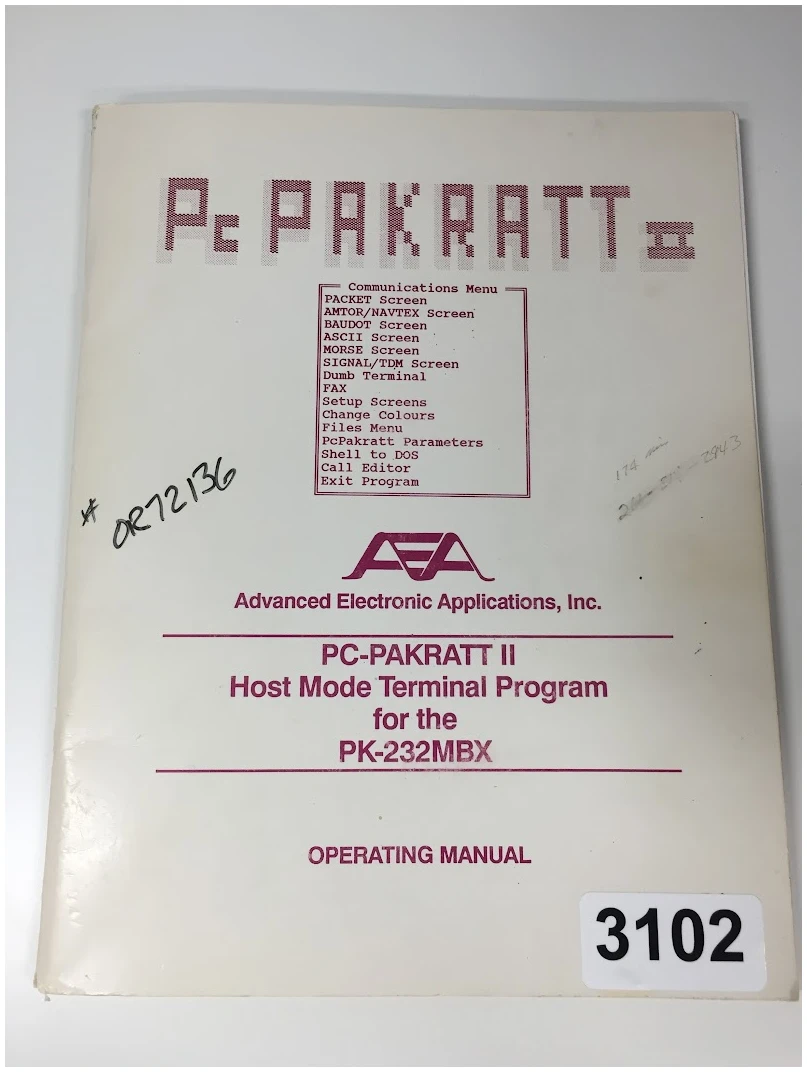 Pc PAKRATT II
Communications Menu
PACKET Screen
AMTOR/NAVTEX Screen
BAUDOT Screen
ASCII Screen
MORSE Screen
SIGNAL/TDM Screen
Dumb Terminal
FAX
Setup Screens
Change Colours
Files Menu
PcPakratt Parameters
Shell to DOS
Call Editor
Exit Program
# OR72136
174
2943
AEA
Advanced Electronic Applications, Inc.
PC-PAKRATT II
Host Mode Terminal Program
for the
PK-232MBX
OPERATING MANUAL
3102